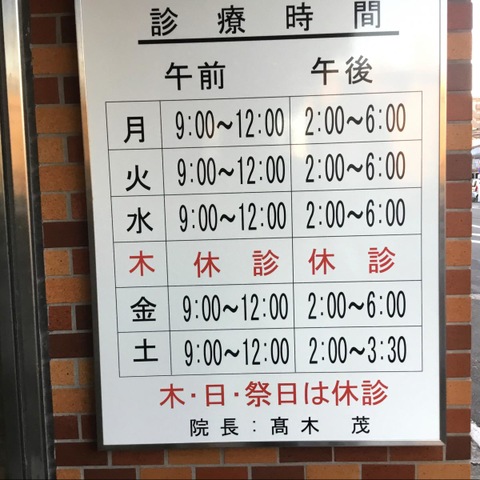 診療時間
午前 午後
月 9:00～12:00 2:00～6:00
火 9:00～12:00 2:00～6:00
水 9:00～12:00 2:00～6:00
木 休診 休診
金 9:00～12:00 2:00～6:00
土 9:00～12:00 2:00～3:30
木・日・祭日は休診
院長：髙木 茂